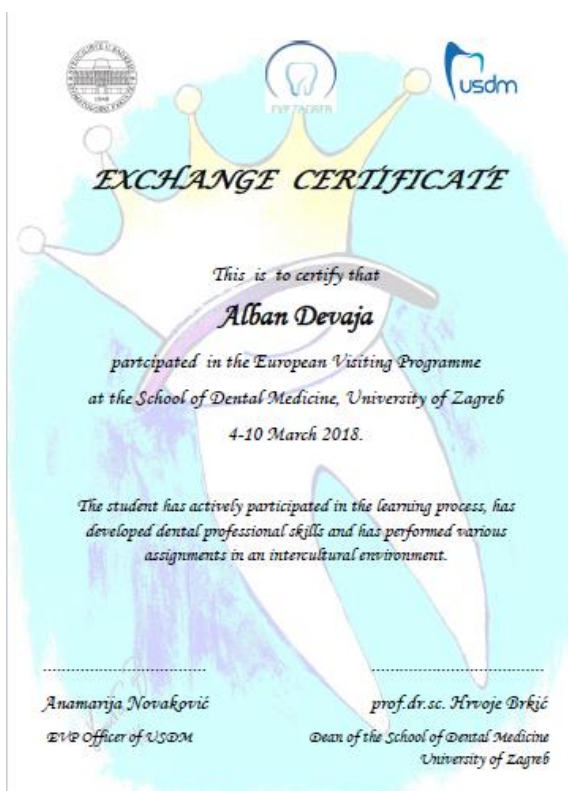 usdm
EVP ZAGREB
EXCHANGE CERTIFICATE
This is to certify that
Alban Devaja
partcipated in the European Visiting Programme
at the School of Dental Medicine, University of Zagreb
4-10 March 2018.
The student has actively participated in the learning process, has
developed dental professional skills and has performed various
assignments in an intercultural environment.
Anamarija Novaković
EVP Officer of USDM
prof.dr.sc. Hrvoje Brkić
Dean of the School of Dental Medicine
University of Zagreb